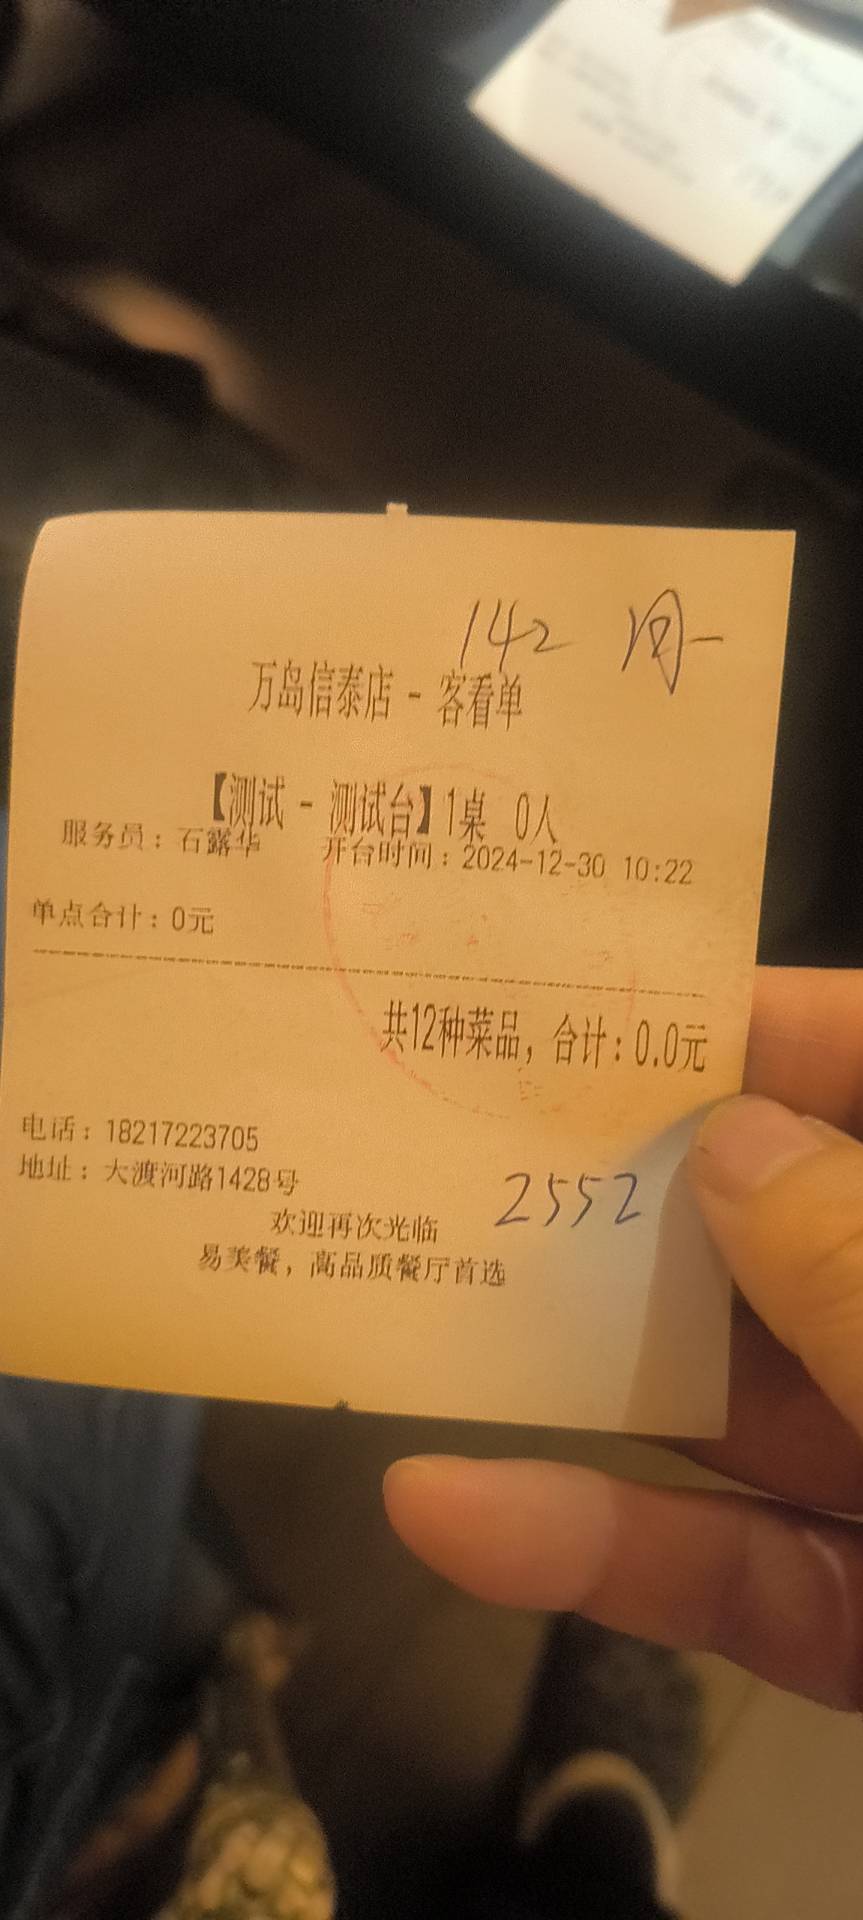 142 周一
万岛信泰店 - 客看单
【测试 - 测试台】1桌 0人
服务员：石露华 开台时间：2024-12-30 10:22
单点合计：0元
共12种菜品，合计：0.0元
电话：18217223705
地址：大渡河路1428号
2552
欢迎再次光临
易美餐，高品质餐厅首选